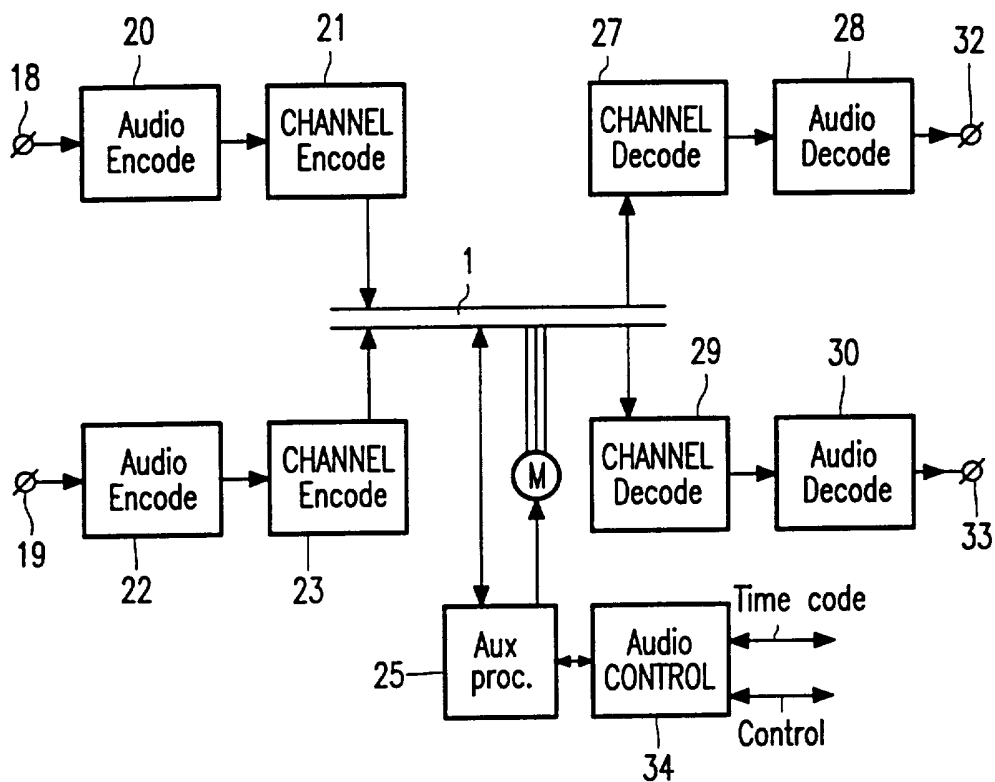 20
21
27
28
32
18
Audio
Encode
CHANNEL
Encode
CHANNEL
Decode
Audio
Decode
1
29
30
Audio
Encode
CHANNEL
Encode
M
CHANNEL
Decode
Audio
Decode
19
22
23
33
Time code
25
Aux
proc.
Audio
CONTROL
Control
34